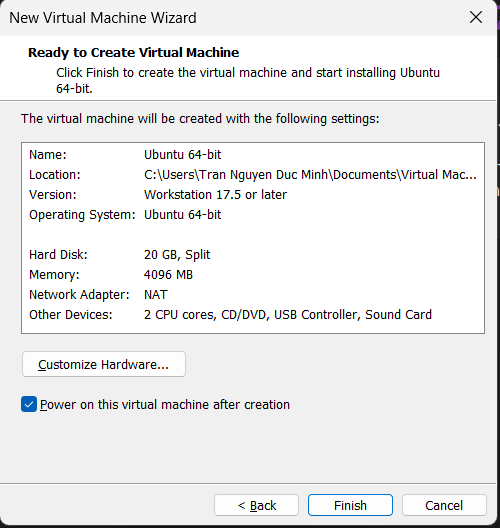 New Virtual Machine Wizard
Ready to Create Virtual Machine
Click Finish to create the virtual machine and start installing Ubuntu
64-bit.
The virtual machine will be created with the following settings:
Name: Ubuntu 64-bit
Location: C:\Users\Tran Nguyen Duc Minh\Documents\Virtual Mac...
Version: Workstation 17.5 or later
Operating System: Ubuntu 64-bit
Hard Disk: 20 GB, Split
Memory: 4096 MB
Network Adapter: NAT
Other Devices: 2 CPU cores, CD/DVD, USB Controller, Sound Card
Customize Hardware...
Power on this virtual machine after creation
< Back Finish Cancel